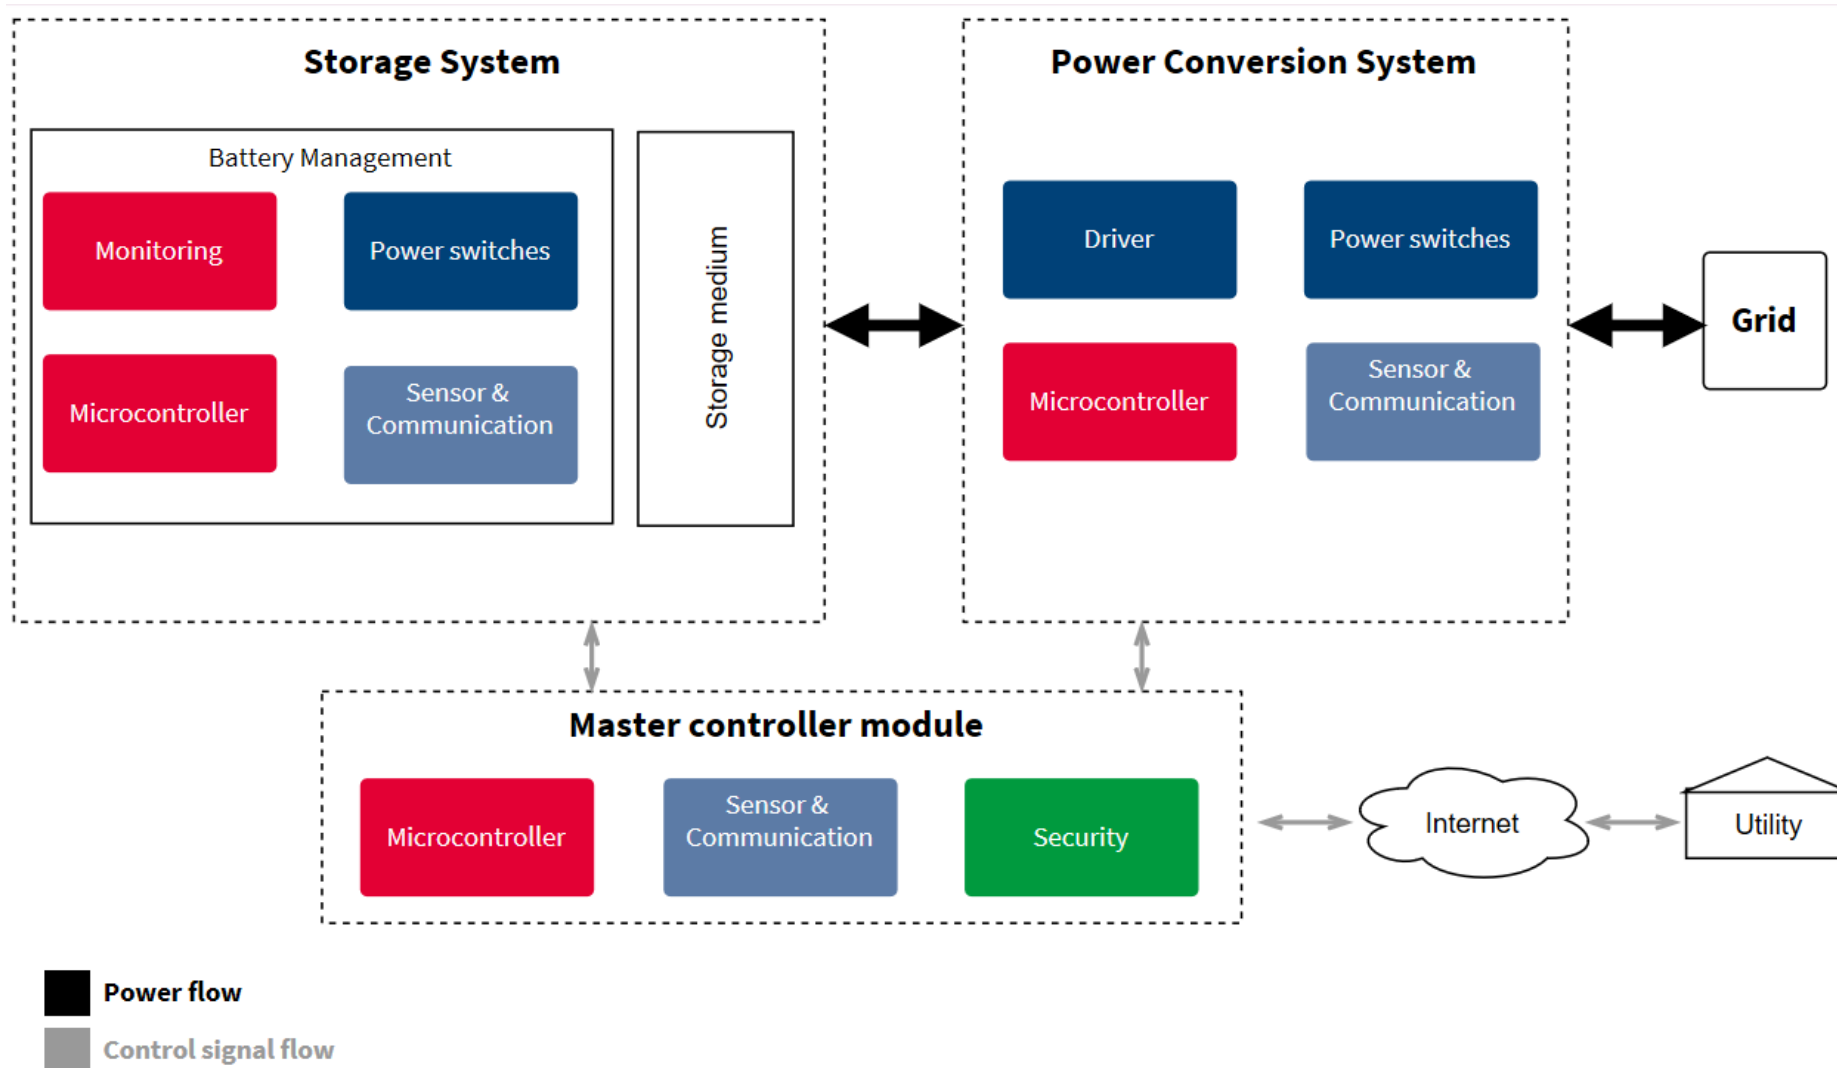 Storage System
Battery Management
Monitoring
Power switches
Microcontroller
Sensor &
Communication
Storage medium
Power Conversion System
Driver
Power switches
Microcontroller
Sensor &
Communication
Grid
Master controller module
Microcontroller
Sensor &
Communication
Security
Internet
Utility
Power flow
Control signal flow